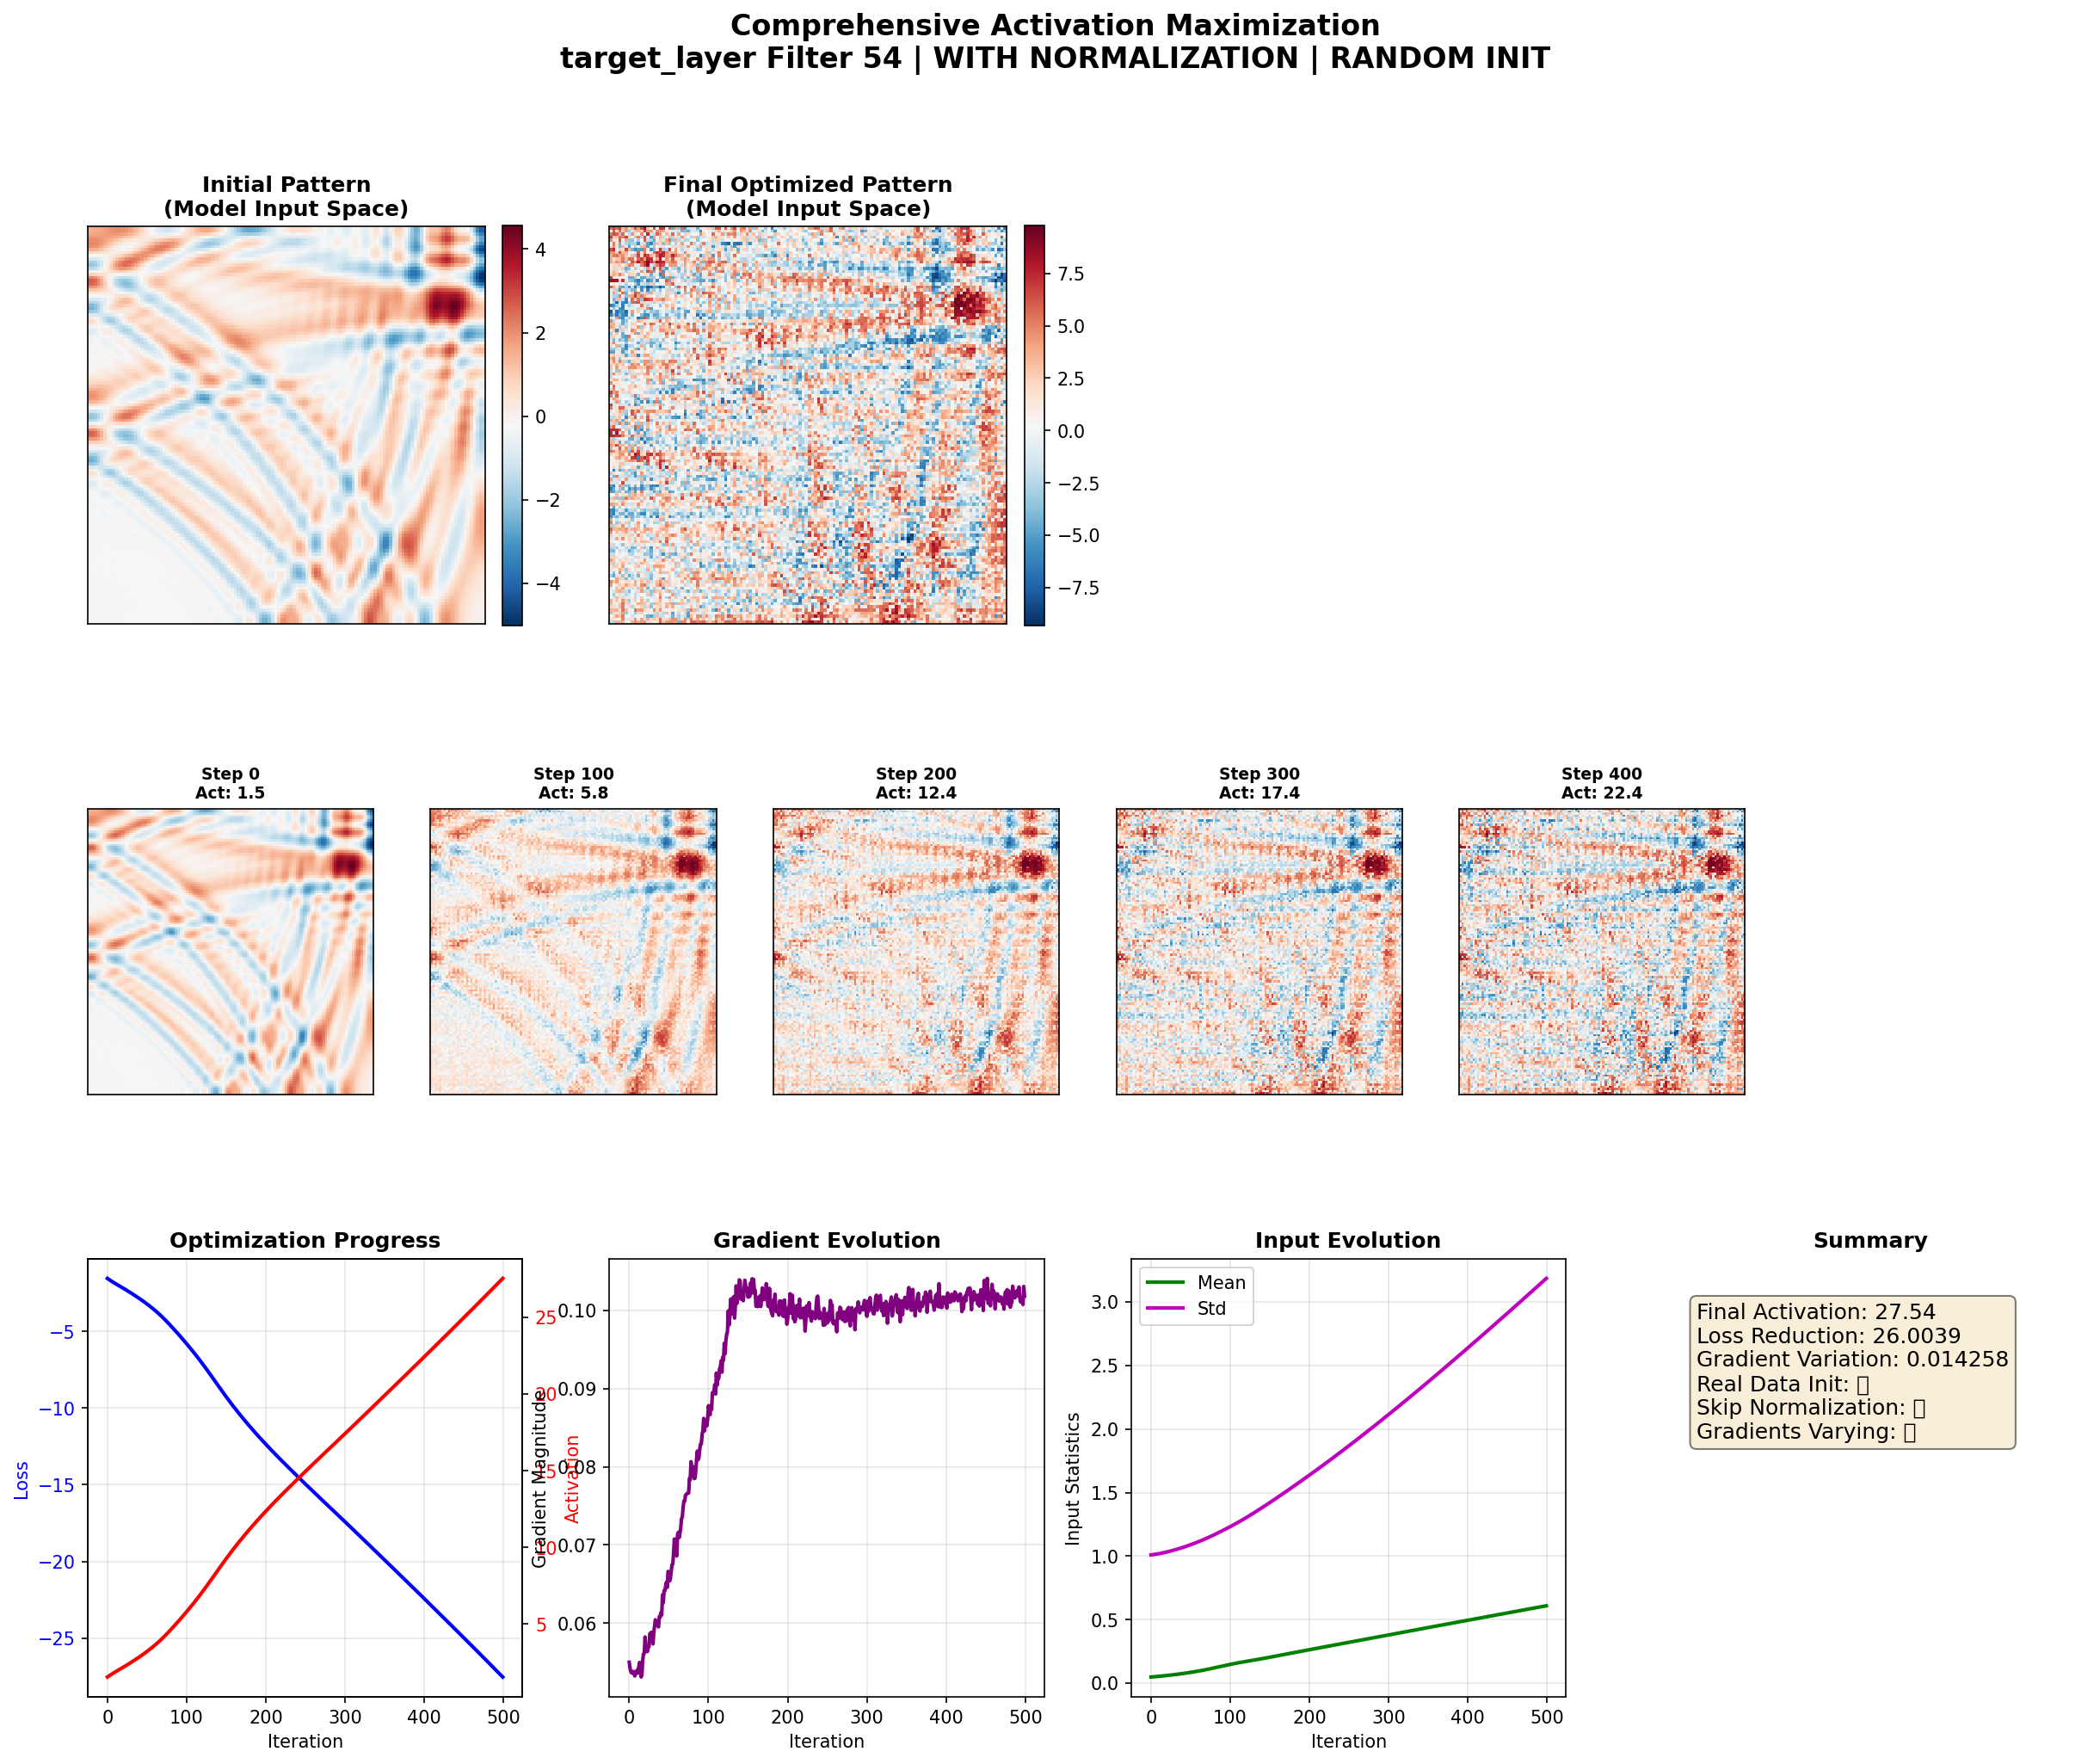 Comprehensive Activation Maximization
target_layer Filter 54 | WITH NORMALIZATION | RANDOM INIT
Initial Pattern
(Model Input Space)
4
2
0
−2
−4
Final Optimized Pattern
(Model Input Space)
7.5
5.0
2.5
0.0
−2.5
−5.0
−7.5
Step 0
Act: 1.5
Step 100
Act: 5.8
Step 200
Act: 12.4
Step 300
Act: 17.4
Step 400
Act: 22.4
Optimization Progress
Loss
−5
−10
−15
−20
−25
0 100 200 300 400 500
Iteration
25
20
15
10
5
Activation
Gradient Evolution
Gradient Magnitude
0.10
0.09
0.08
0.07
0.06
0 100 200 300 400 500
Iteration
Input Evolution
Mean
Std
Input Statistics
3.0
2.5
2.0
1.5
1.0
0.5
0.0
0 100 200 300 400 500
Iteration
Summary
Final Activation: 27.54
Loss Reduction: 26.0039
Gradient Variation: 0.014258
Real Data Init:
Skip Normalization:
Gradients Varying: